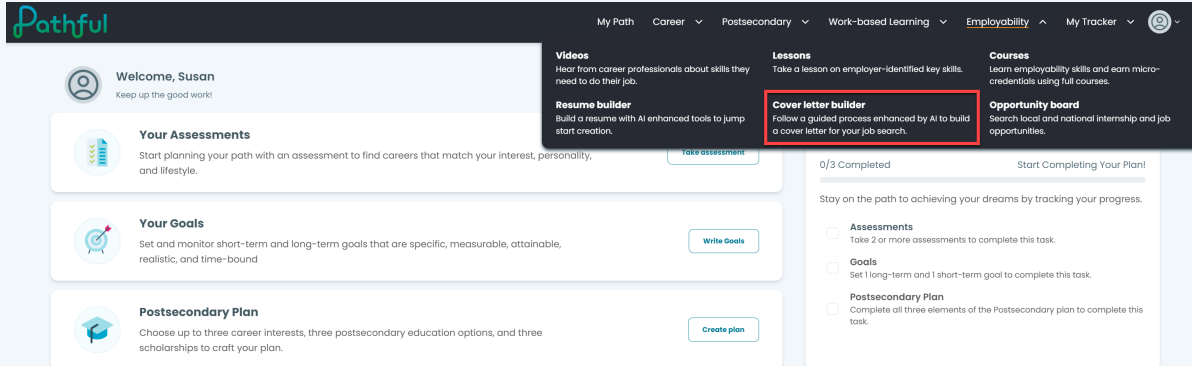 Pathful
My Path Career Postsecondary Work-based Learning Employability My Tracker
Videos
Hear from career professionals about skills they
need to do their job.
Lessons
Take a lesson on employer-identified key skills.
Courses
Learn employability skills and earn micro-
credentials using full courses.
Resume builder
Build a resume with AI enhanced tools to jump
start creation.
Cover letter builder
Follow a guided process enhanced by AI to build
a cover letter for your job search.
Opportunity board
Search local and national internship and job
opportunities.
Welcome, Susan
Keep up the good work!
Your Assessments
Start planning your path with an assessment to find careers that match your interest, personality,
and lifestyle.
Take assessment
Your Goals
Set and monitor short-term and long-term goals that are specific, measurable, attainable,
realistic, and time-bound
Write Goals
Postsecondary Plan
Choose up to three career interests, three postsecondary education options, and three
scholarships to craft your plan.
Create plan
0/3 Completed Start Completing Your Plan!
Stay on the path to achieving your dreams by tracking your progress.
Assessments
Take 2 or more assessments to complete this task.
Goals
Set 1 long-term and 1 short-term goal to complete this task.
Postsecondary Plan
Complete all three elements of the Postsecondary plan to complete this
task.